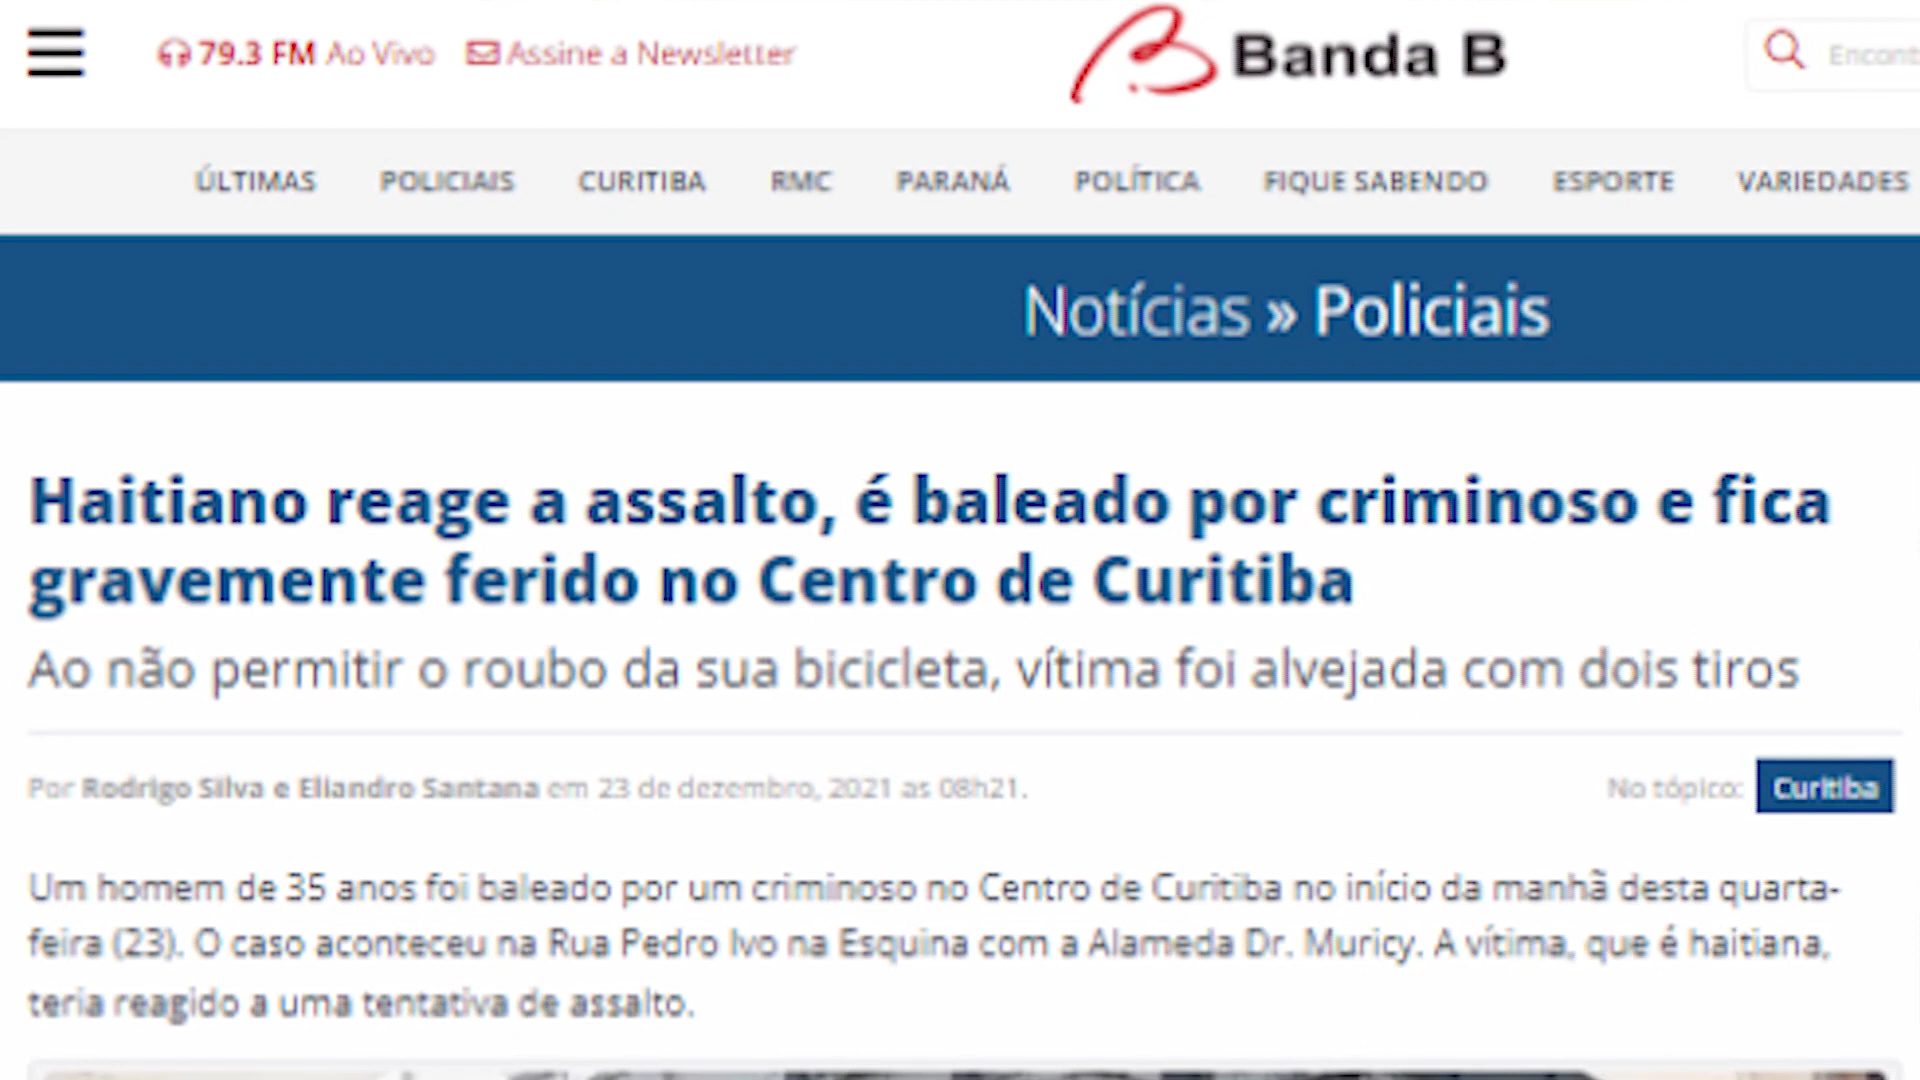 79.3 FM Ao Vivo Assine a Newsletter Banda B
ÚLTIMAS POLICIAIS CURITIBA RMC PARANÁ POLÍTICA FIQUE SABENDO ESPORTE VARIEDADES
Notícias » Policiais
Haitiano reage a assalto, é baleado por criminoso e fica
gravemente ferido no Centro de Curitiba
Ao não permitir o roubo da sua bicicleta, vítima foi alvejada com dois tiros
Por Rodrigo Silva e Eliandro Santana em 23 de dezembro, 2021 as 08h21. No tópico: Curitiba
Um homem de 35 anos foi baleado por um criminoso no Centro de Curitiba no início da manhã desta quarta-
feira (23). O caso aconteceu na Rua Pedro Ivo na Esquina com a Alameda Dr. Muricy. A vítima, que é haitiana,
teria reagido a uma tentativa de assalto.